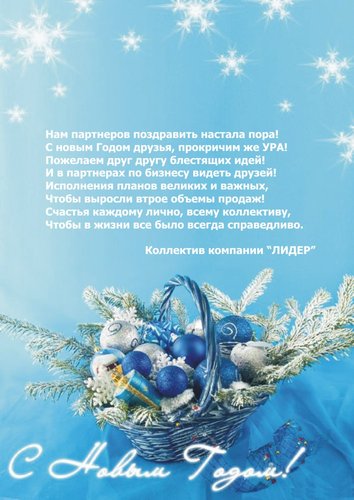 Нам партнеров поздравить настала пора!
С новым Годом друзья, прокричим же УРА!
Пожелаем друг другу блестящих идей!
И в партнерах по бизнесу видеть друзей!
Исполнения планов великих и важных,
Чтобы выросли втрое объемы продаж!
Счастья каждому лично, всему коллективу,
Чтобы в жизни все было всегда справедливо.
Коллектив компании "ЛИДЕР"
С Новым Годом!